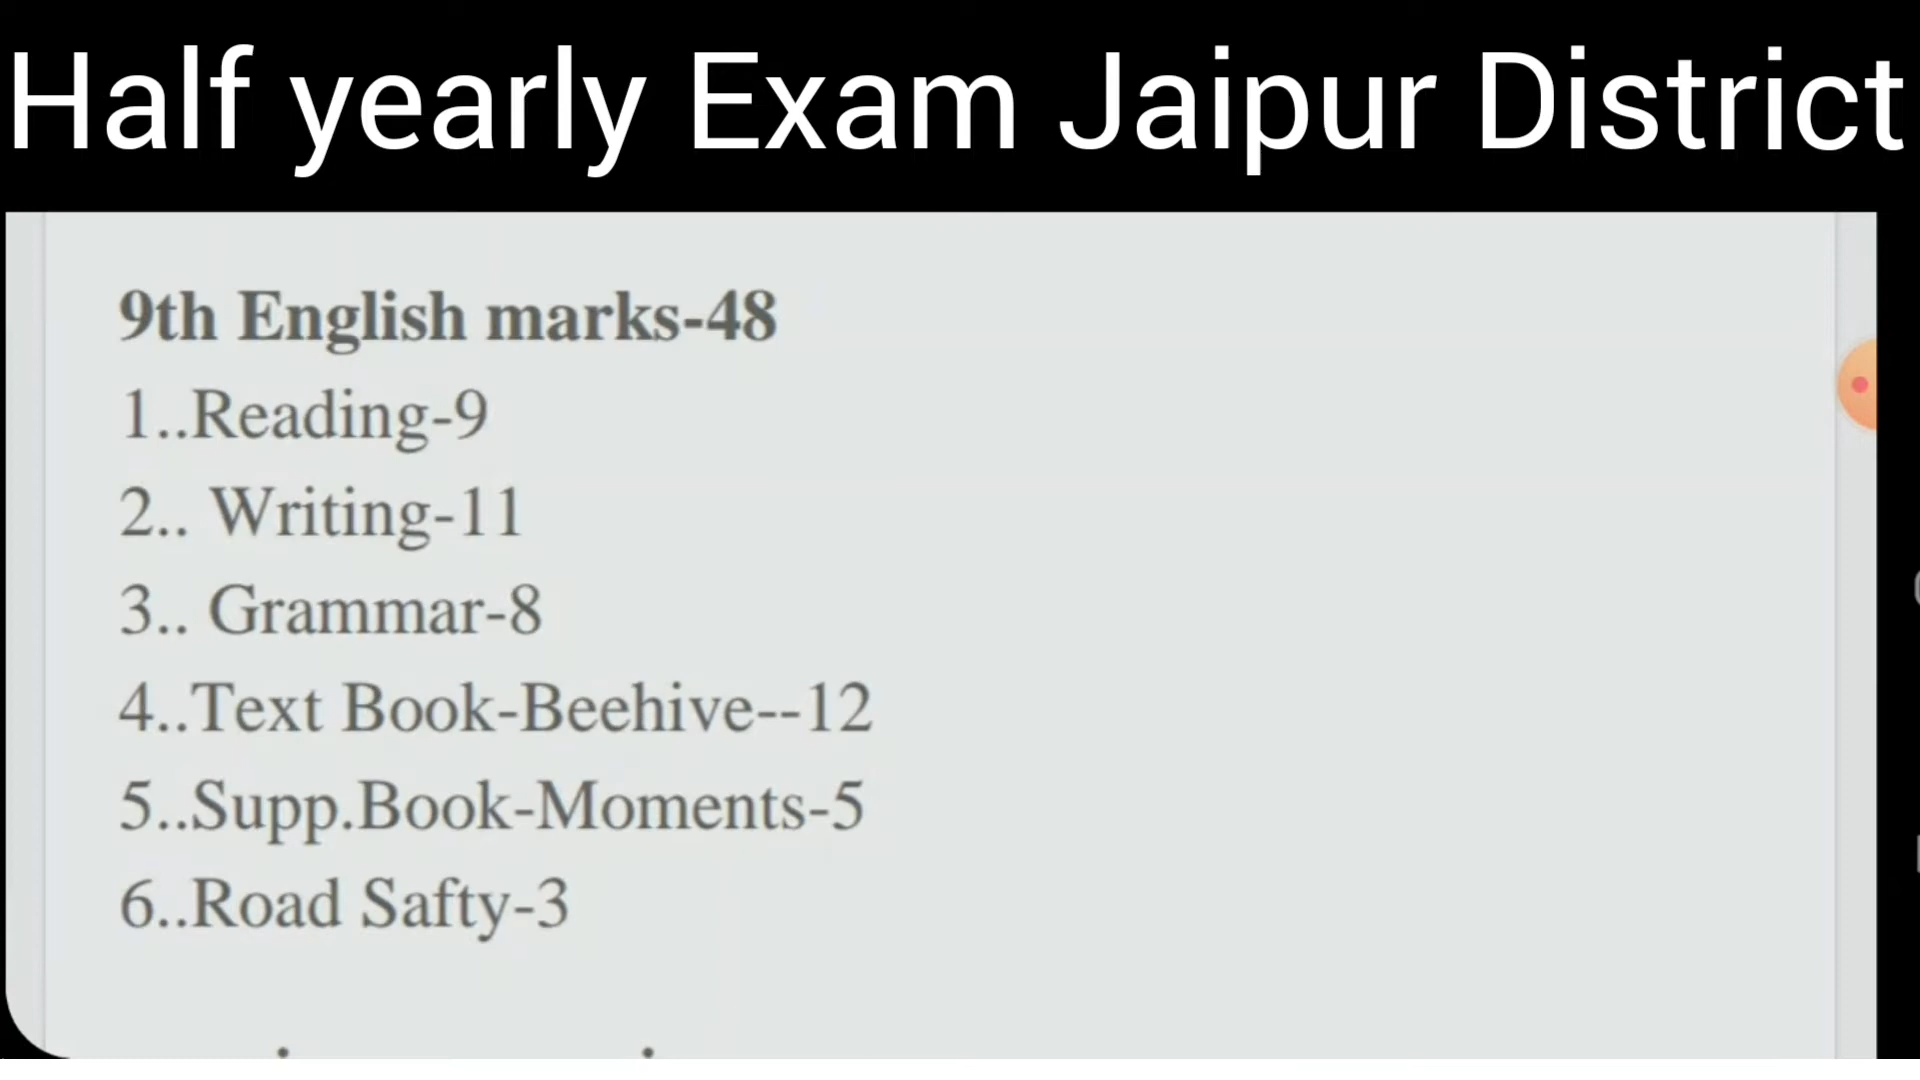 Half yearly Exam Jaipur District
9th English marks-48
1..Reading-9
2.. Writing-11
3.. Grammar-8
4..Text Book-Beehive--12
5..Supp.Book-Moments-5
6..Road Safty-3